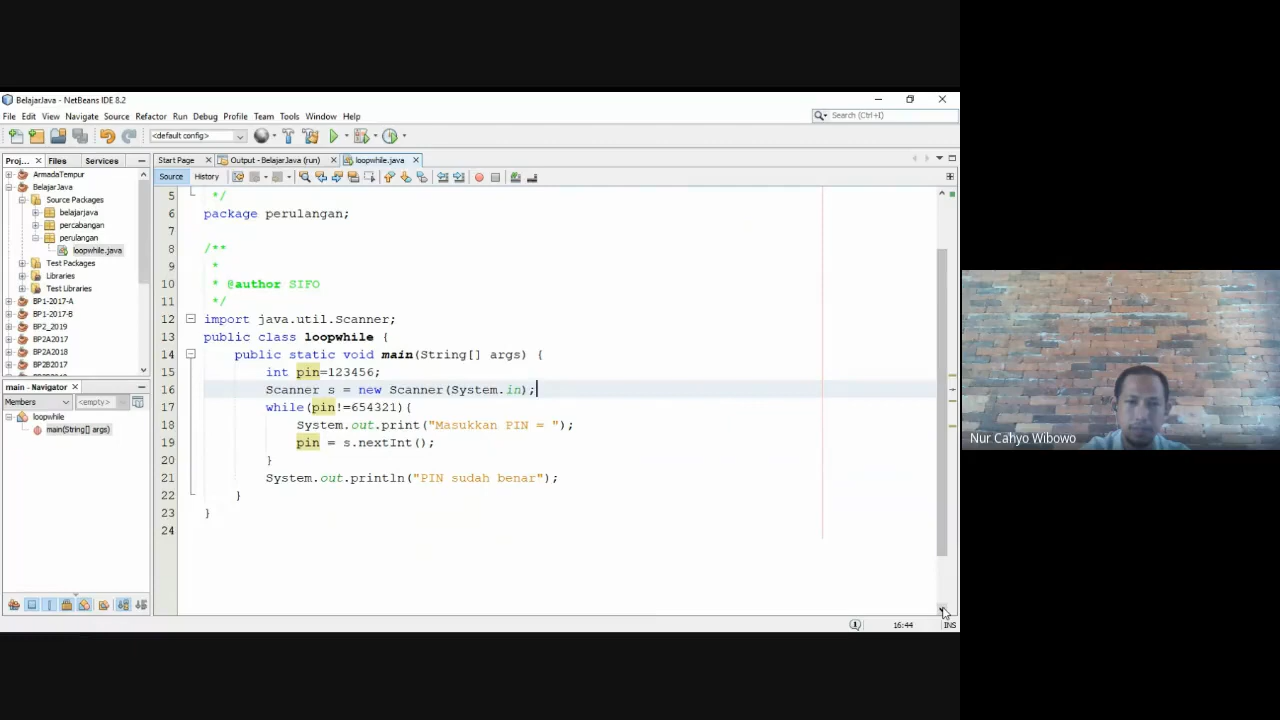 BelajarJava - NetBeans IDE 8.2
File Edit View Navigate Source Refactor Run Debug Profile Team Tools Window Help
Search (Ctrl+I)
<default config>
Proj... Files Services
Start Page Output - BelajarJava (run) loopwhile.java
Source History
ArmadaTempur
BelajarJava
Source Packages
belajarjava
percabangan
perulangan
loopwhile.java
Test Packages
Libraries
Test Libraries
BP1-2017-A
BP1-2017-B
BP2_2019
BP2A2017
BP2A2018
BP2B2017
main - Navigator
Members <empty>
loopwhile
main(String[] args)
5 */
6 package perulangan;
7
8 /**
9 *
10 * @author SIFO
11 */
12 import java.util.Scanner;
13 public class loopwhile {
14 public static void main(String[] args) {
15 int pin=123456;
16 Scanner s = new Scanner(System.in);
17 while(pin!=654321){
18 System.out.print("Masukkan PIN = ");
19 pin = s.nextInt();
20 }
21 System.out.println("PIN sudah benar");
22 }
23 }
24
16:44 INS
Nur Cahyo Wibowo